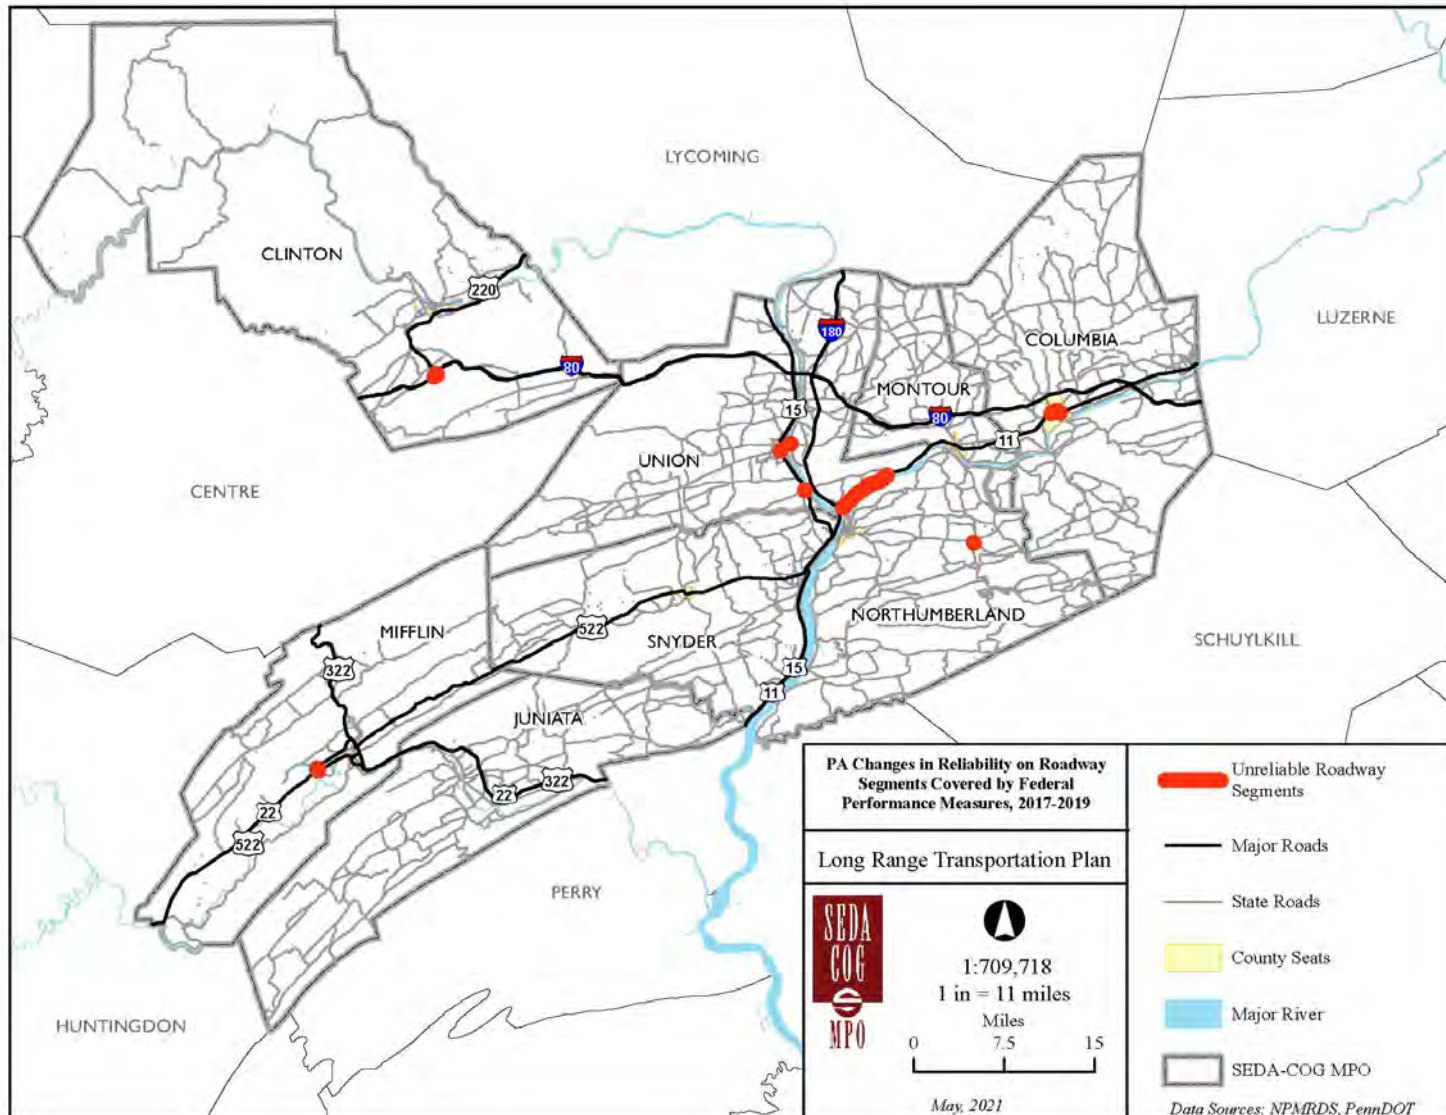 LYCOMING
CLINTON
220
180
LUZERNE
COLUMBIA
80
MONTOUR
15
80
11
UNION
CENTRE
NORTHUMBERLAND
MIFFLIN
522
SNYDER
SCHUYLKILL
322
15
11
JUNIATA
22
322
22
522
PERRY
HUNTINGDON
PA Changes in Reliability on Roadway
Segments Covered by Federal
Performance Measures, 2017-2019
Long Range Transportation Plan
SEDA
COG
MPO
1:709,718
1 in = 11 miles
Miles
0 7.5 15
May, 2021
Unreliable Roadway
Segments
Major Roads
State Roads
County Seats
Major River
SEDA-COG MPO
Data Sources: NPMRDS, PennDOT